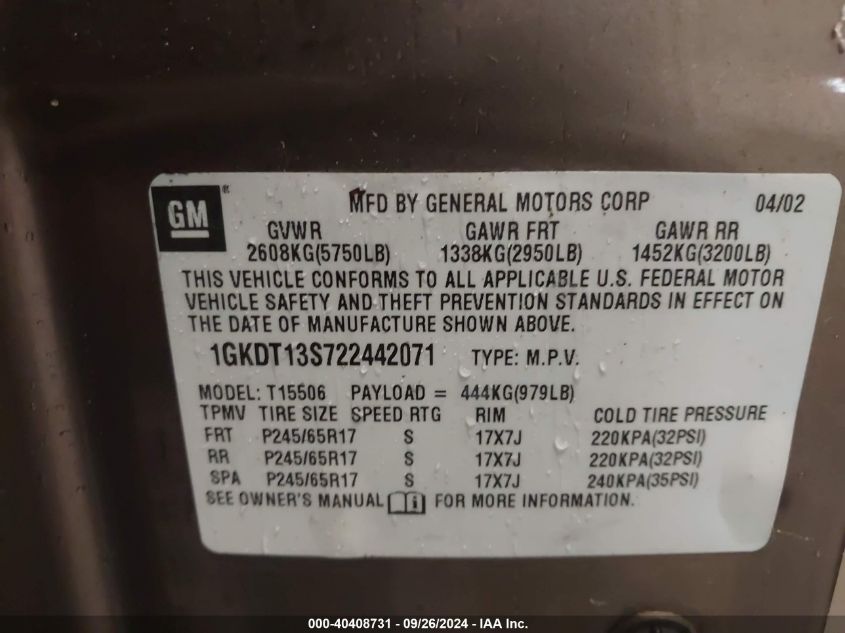 GM®
MFD BY GENERAL MOTORS CORP 04/02
GVWR GAWR FRT GAWR RR
2608KG(5750LB) 1338KG(2950LB) 1452KG(3200LB)
THIS VEHICLE CONFORMS TO ALL APPLICABLE U.S. FEDERAL MOTOR
VEHICLE SAFETY AND THEFT PREVENTION STANDARDS IN EFFECT ON
THE DATE OF MANUFACTURE SHOWN ABOVE.
1GKDT13S722442071 TYPE: M.P.V.
MODEL: T15506 PAYLOAD = 444KG(979LB)
TPMV TIRE SIZE SPEED RTG RIM COLD TIRE PRESSURE
FRT P245/65R17 S 17X7J 220KPA(32PSI)
RR P245/65R17 S 17X7J 220KPA(32PSI)
SPA P245/65R17 S 17X7J 240KPA(35PSI)
SEE OWNER'S MANUAL i FOR MORE INFORMATION.
000-40408731 - 09/26/2024 - IAA Inc.